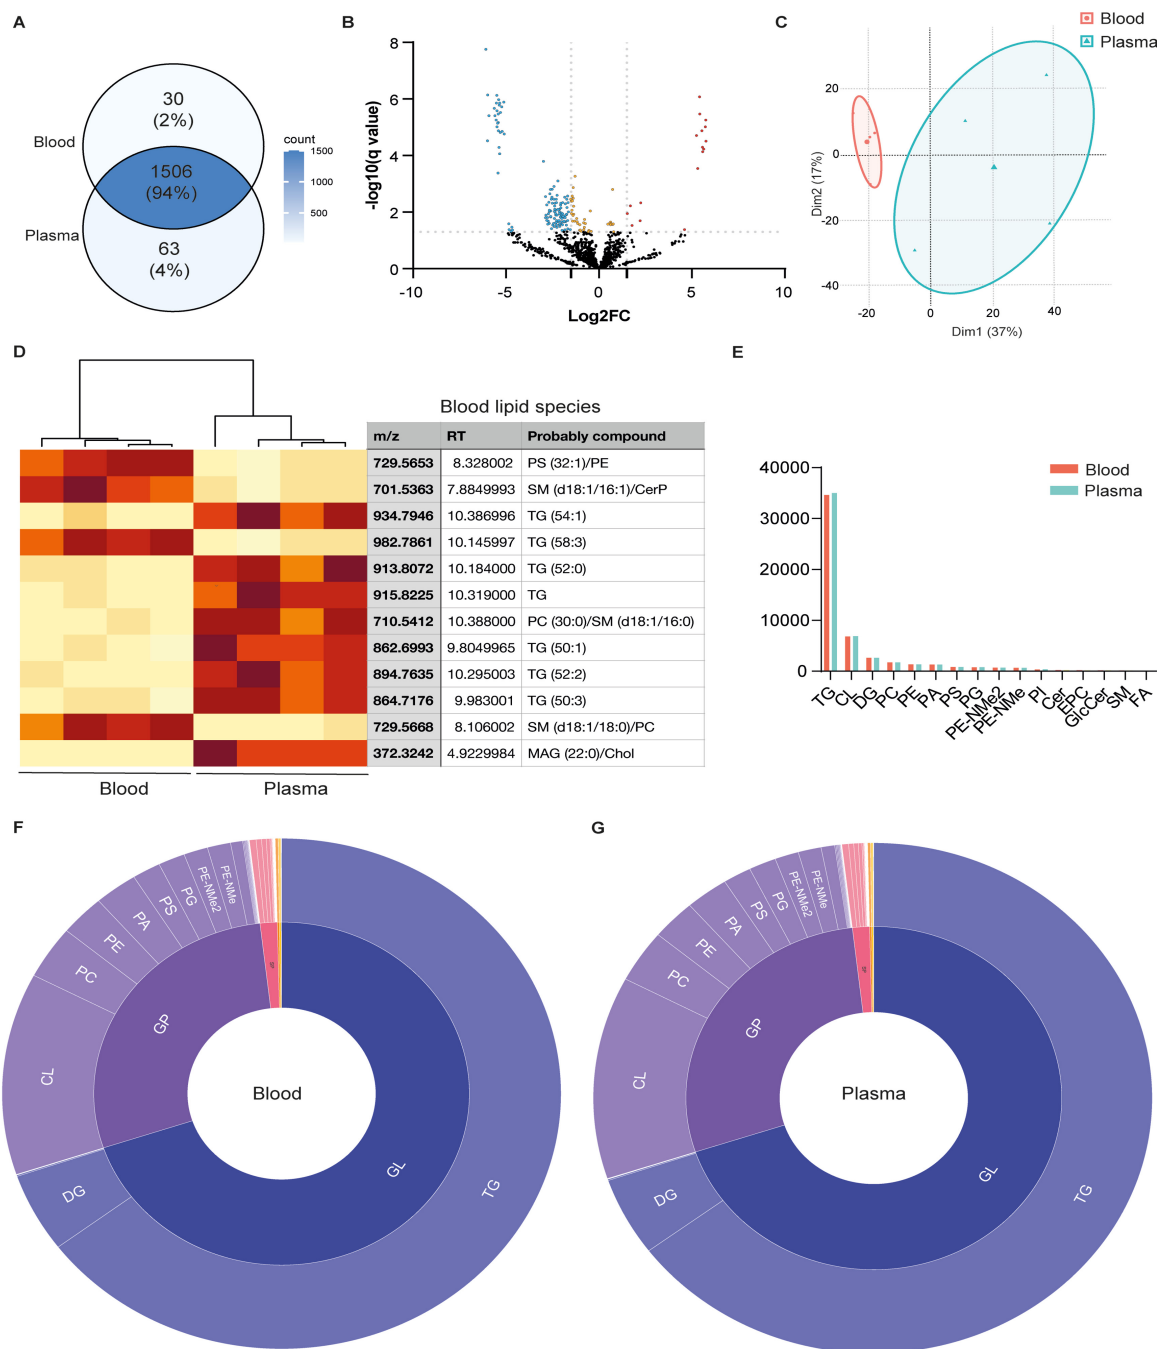 A
Blood
30
(2%)
1506
(94%)
Plasma
63
(4%)
count
1500
1000
500
B
-log10(q value)
8
6
4
2
0
-10
-5
0
5
10
Log2FC
C
Blood
Plasma
Dim2 (17%)
20
0
-20
-40
-20
0
20
40
Dim1 (37%)
D
Blood lipid species
m/z RT Probably compound
729.5653 8.328002 PS (32:1)/PE
701.5363 7.8849993 SM (d18:1/16:1)/CerP
934.7946 10.386996 TG (54:1)
982.7861 10.145997 TG (58:3)
913.8072 10.184000 TG (52:0)
915.8225 10.319000 TG
710.5412 10.388000 PC (30:0)/SM (d18:1/16:0)
862.6993 9.8049965 TG (50:1)
894.7635 10.295003 TG (52:2)
864.7176 9.983001 TG (50:3)
729.5668 8.106002 SM (d18:1/18:0)/PC
372.3242 4.9229984 MAG (22:0)/Chol
Blood
Plasma
E
Blood
Plasma
40000
30000
20000
10000
0
TG
CL
DG
PC
PE
PA
PS
PG
PE-NMe2
PE-NMe
PI
Cer
EPC
GlcCer
SM
FA
F
Blood
GL
GP
TG
DG
CL
PC
PE
PA
PS
PG
PE-NMe2
PE-NMe
G
Plasma
GL
GP
TG
DG
CL
PC
PE
PA
PS
PG
PE-NMe2
PE-NMe